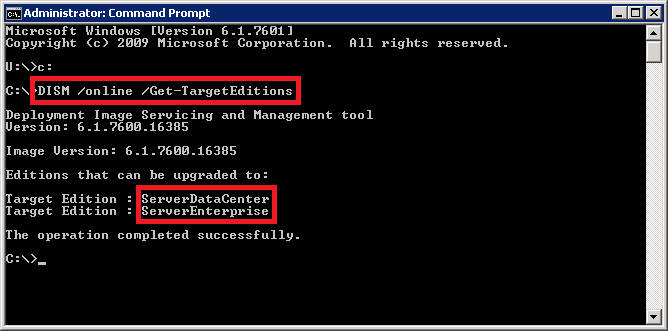 Administrator: Command Prompt
Microsoft Windows [Version 6.1.7601]
Copyright (c) 2009 Microsoft Corporation.  All rights reserved.
U:\>c:
C:\>DISM /online /Get-TargetEditions
Deployment Image Servicing and Management tool
Version: 6.1.7600.16385
Image Version: 6.1.7600.16385
Editions that can be upgraded to:
Target Edition : ServerDataCenter
Target Edition : ServerEnterprise
The operation completed successfully.
C:\>_